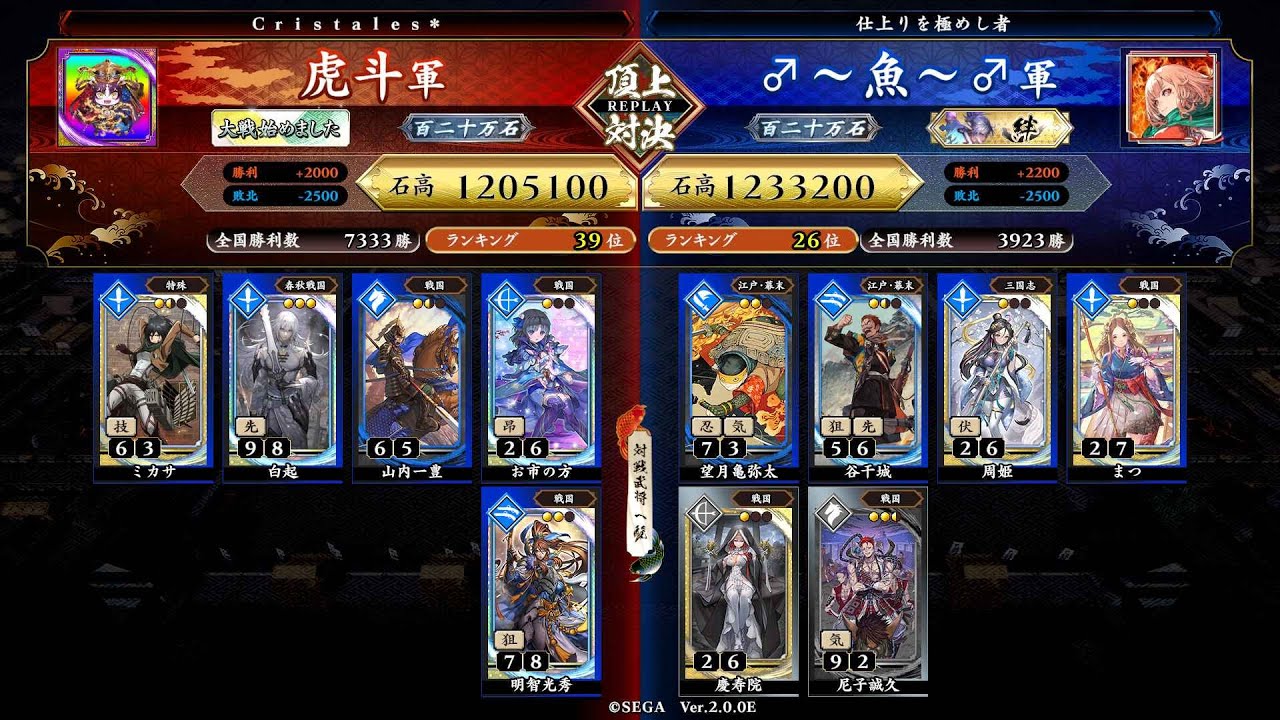 Cristales*
仕上りを極めし者
虎斗軍
頂上
REPLAY
対決
♂～魚～♂軍
大戦始めました
百二十万石
百二十万石
絆
勝利 +2000
敗北 -2500
石高 1205100
石高 1233200
勝利 +2200
敗北 -2500
全国勝利数 7333勝
ランキング 39位
ランキング 26位
全国勝利数 3923勝
特殊
技
6 3
ミカサ
春秋戦国
先
9 8
白起
戦国
6 5
山内一豊
戦国
昂
2 6
お市の方
江戸・幕末
忍 気
7 3
望月亀弥太
江戸・幕末
狙 先
5 6
谷干城
三国志
伏
2 6
周姫
戦国
2 7
まつ
対戦武将一覧
戦国
狙
7 8
明智光秀
戦国
2 6
慶寿院
戦国
気
9 2
尼子誠久
©SEGA Ver.2.0.0E